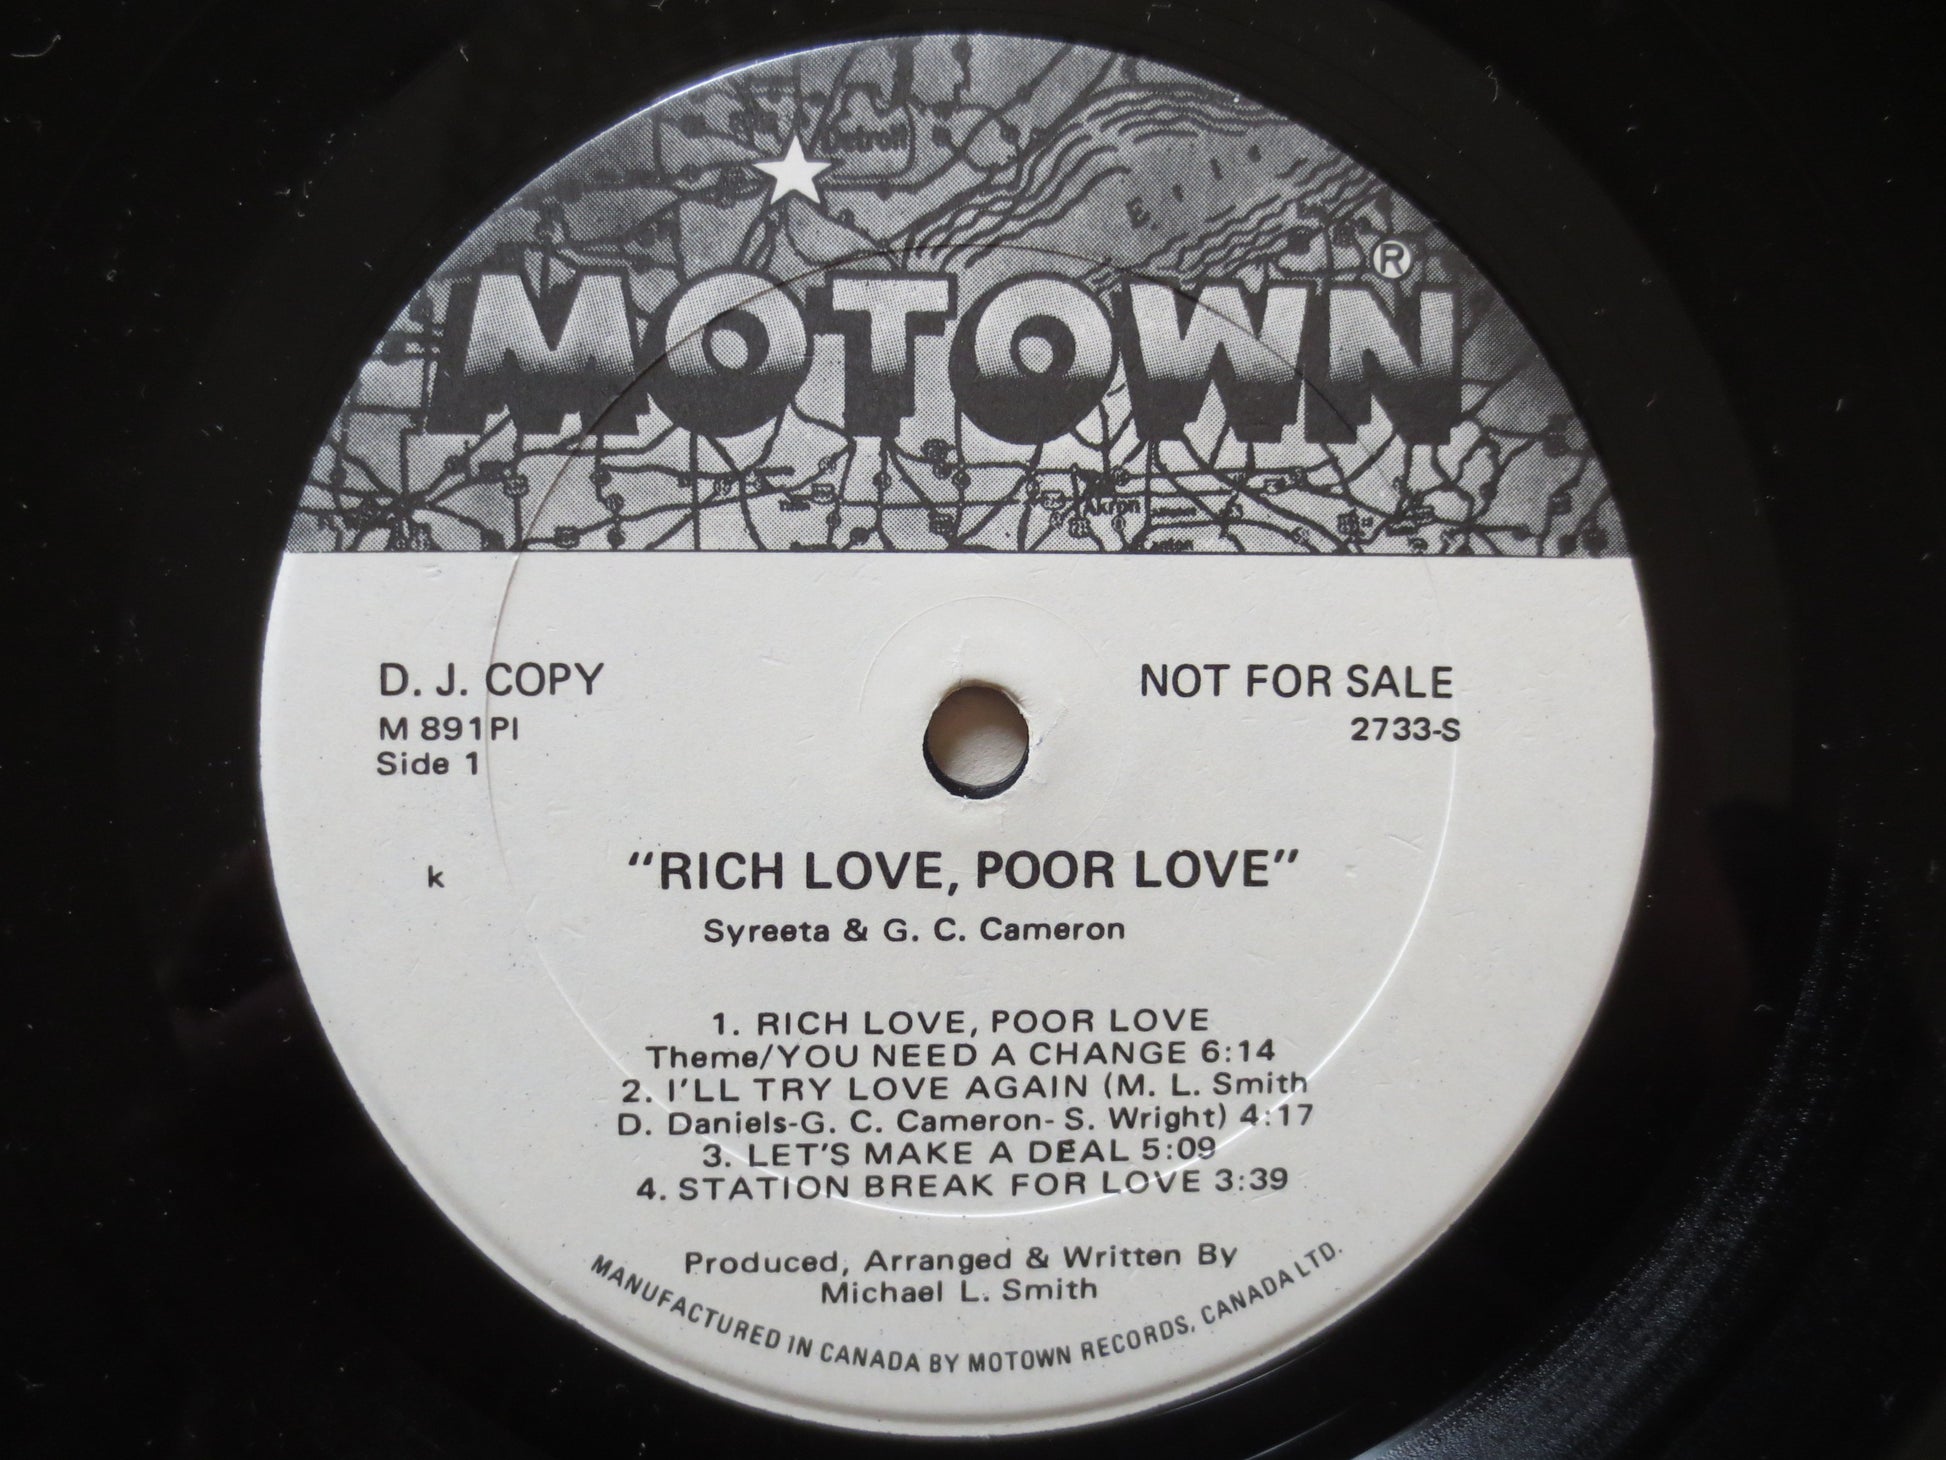 Detroit
Erie
MOTOWN®
Akron
D. J. COPY
NOT FOR SALE
M 891P1
2733-S
Side 1
k
"RICH LOVE, POOR LOVE"
Syreeta & G. C. Cameron
1. RICH LOVE, POOR LOVE
Theme/YOU NEED A CHANGE 6:14
2. I'LL TRY LOVE AGAIN (M. L. Smith
D. Daniels-G. C. Cameron- S. Wright) 4:17
3. LET'S MAKE A DEAL 5:09
4. STATION BREAK FOR LOVE 3:39
Produced, Arranged & Written By
Michael L. Smith
MANUFACTURED IN CANADA BY MOTOWN RECORDS, CANADA LTD.